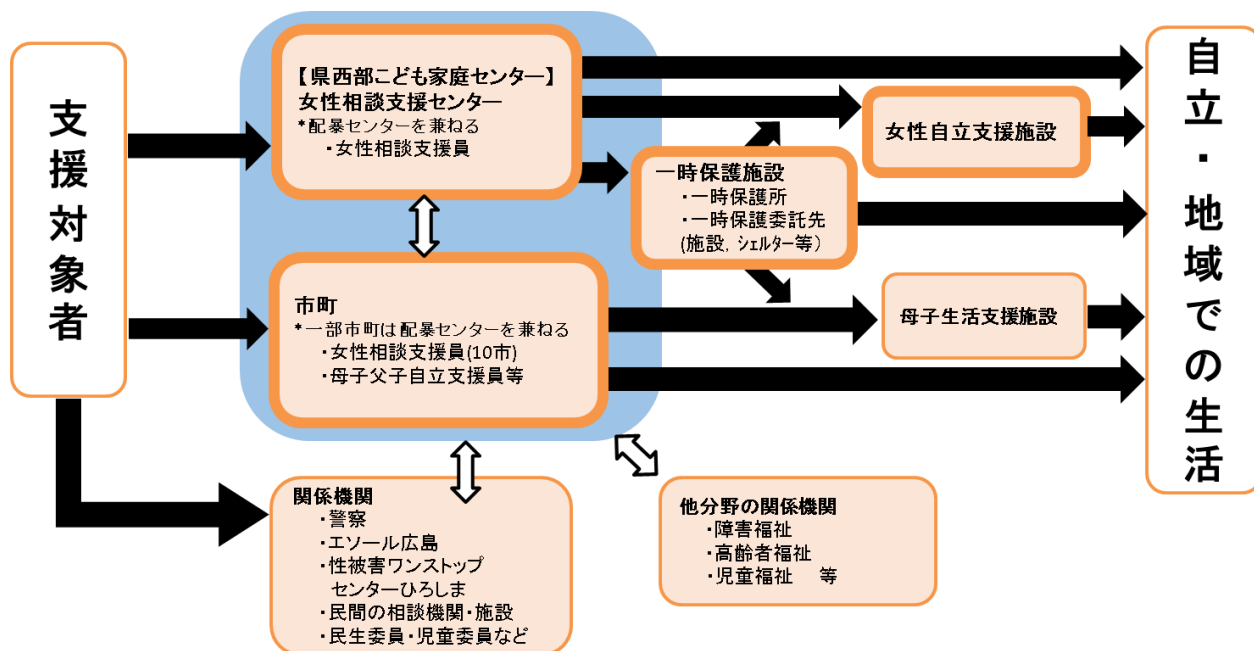 支援対象者
【県西部こども家庭センター】
女性相談支援センター
*配暴センターを兼ねる
・女性相談支援員
市町
*一部市町は配暴センターを兼ねる
・女性相談支援員(10市)
・母子父子自立支援員等
関係機関
・警察
・エソール広島
・性被害ワンストップ
センターひろしま
・民間の相談機関・施設
・民生委員・児童委員など
一時保護施設
・一時保護所
・一時保護委託先
(施設，シェルター等)
女性自立支援施設
母子生活支援施設
他分野の関係機関
・障害福祉
・高齢者福祉
・児童福祉　等
自立・地域での生活